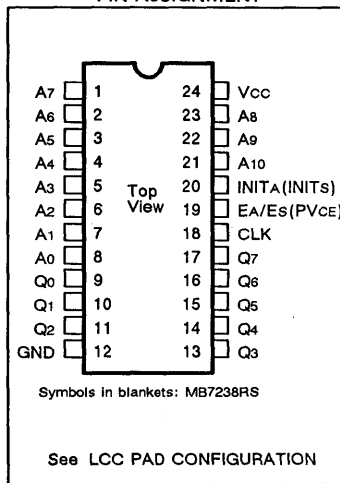 PIN ASSIGNMENT
A7 1 24 VCC
A6 2 23 A8
A5 3 22 A9
A4 4 21 A10
A3 5 Top 20 INITA(INITS)
A2 6 View 19 EA/ES(PVCE)
A1 7 18 CLK
A0 8 17 Q7
Q0 9 16 Q6
Q1 10 15 Q5
Q2 11 14 Q4
GND 12 13 Q3
Symbols in blankets: MB7238RS
See LCC PAD CONFIGURATION